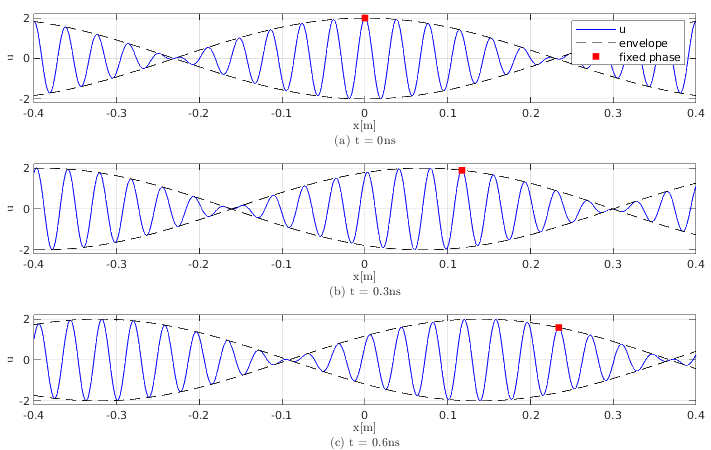 u
2
0
-2
u
envelope
fixed phase
-0.4 -0.3 -0.2 -0.1 0 0.1 0.2 0.3 0.4
x[m]
(a) t = 0ns
u
2
0
-2
-0.4 -0.3 -0.2 -0.1 0 0.1 0.2 0.3 0.4
x[m]
(b) t = 0.3ns
u
2
0
-2
-0.4 -0.3 -0.2 -0.1 0 0.1 0.2 0.3 0.4
x[m]
(c) t = 0.6ns